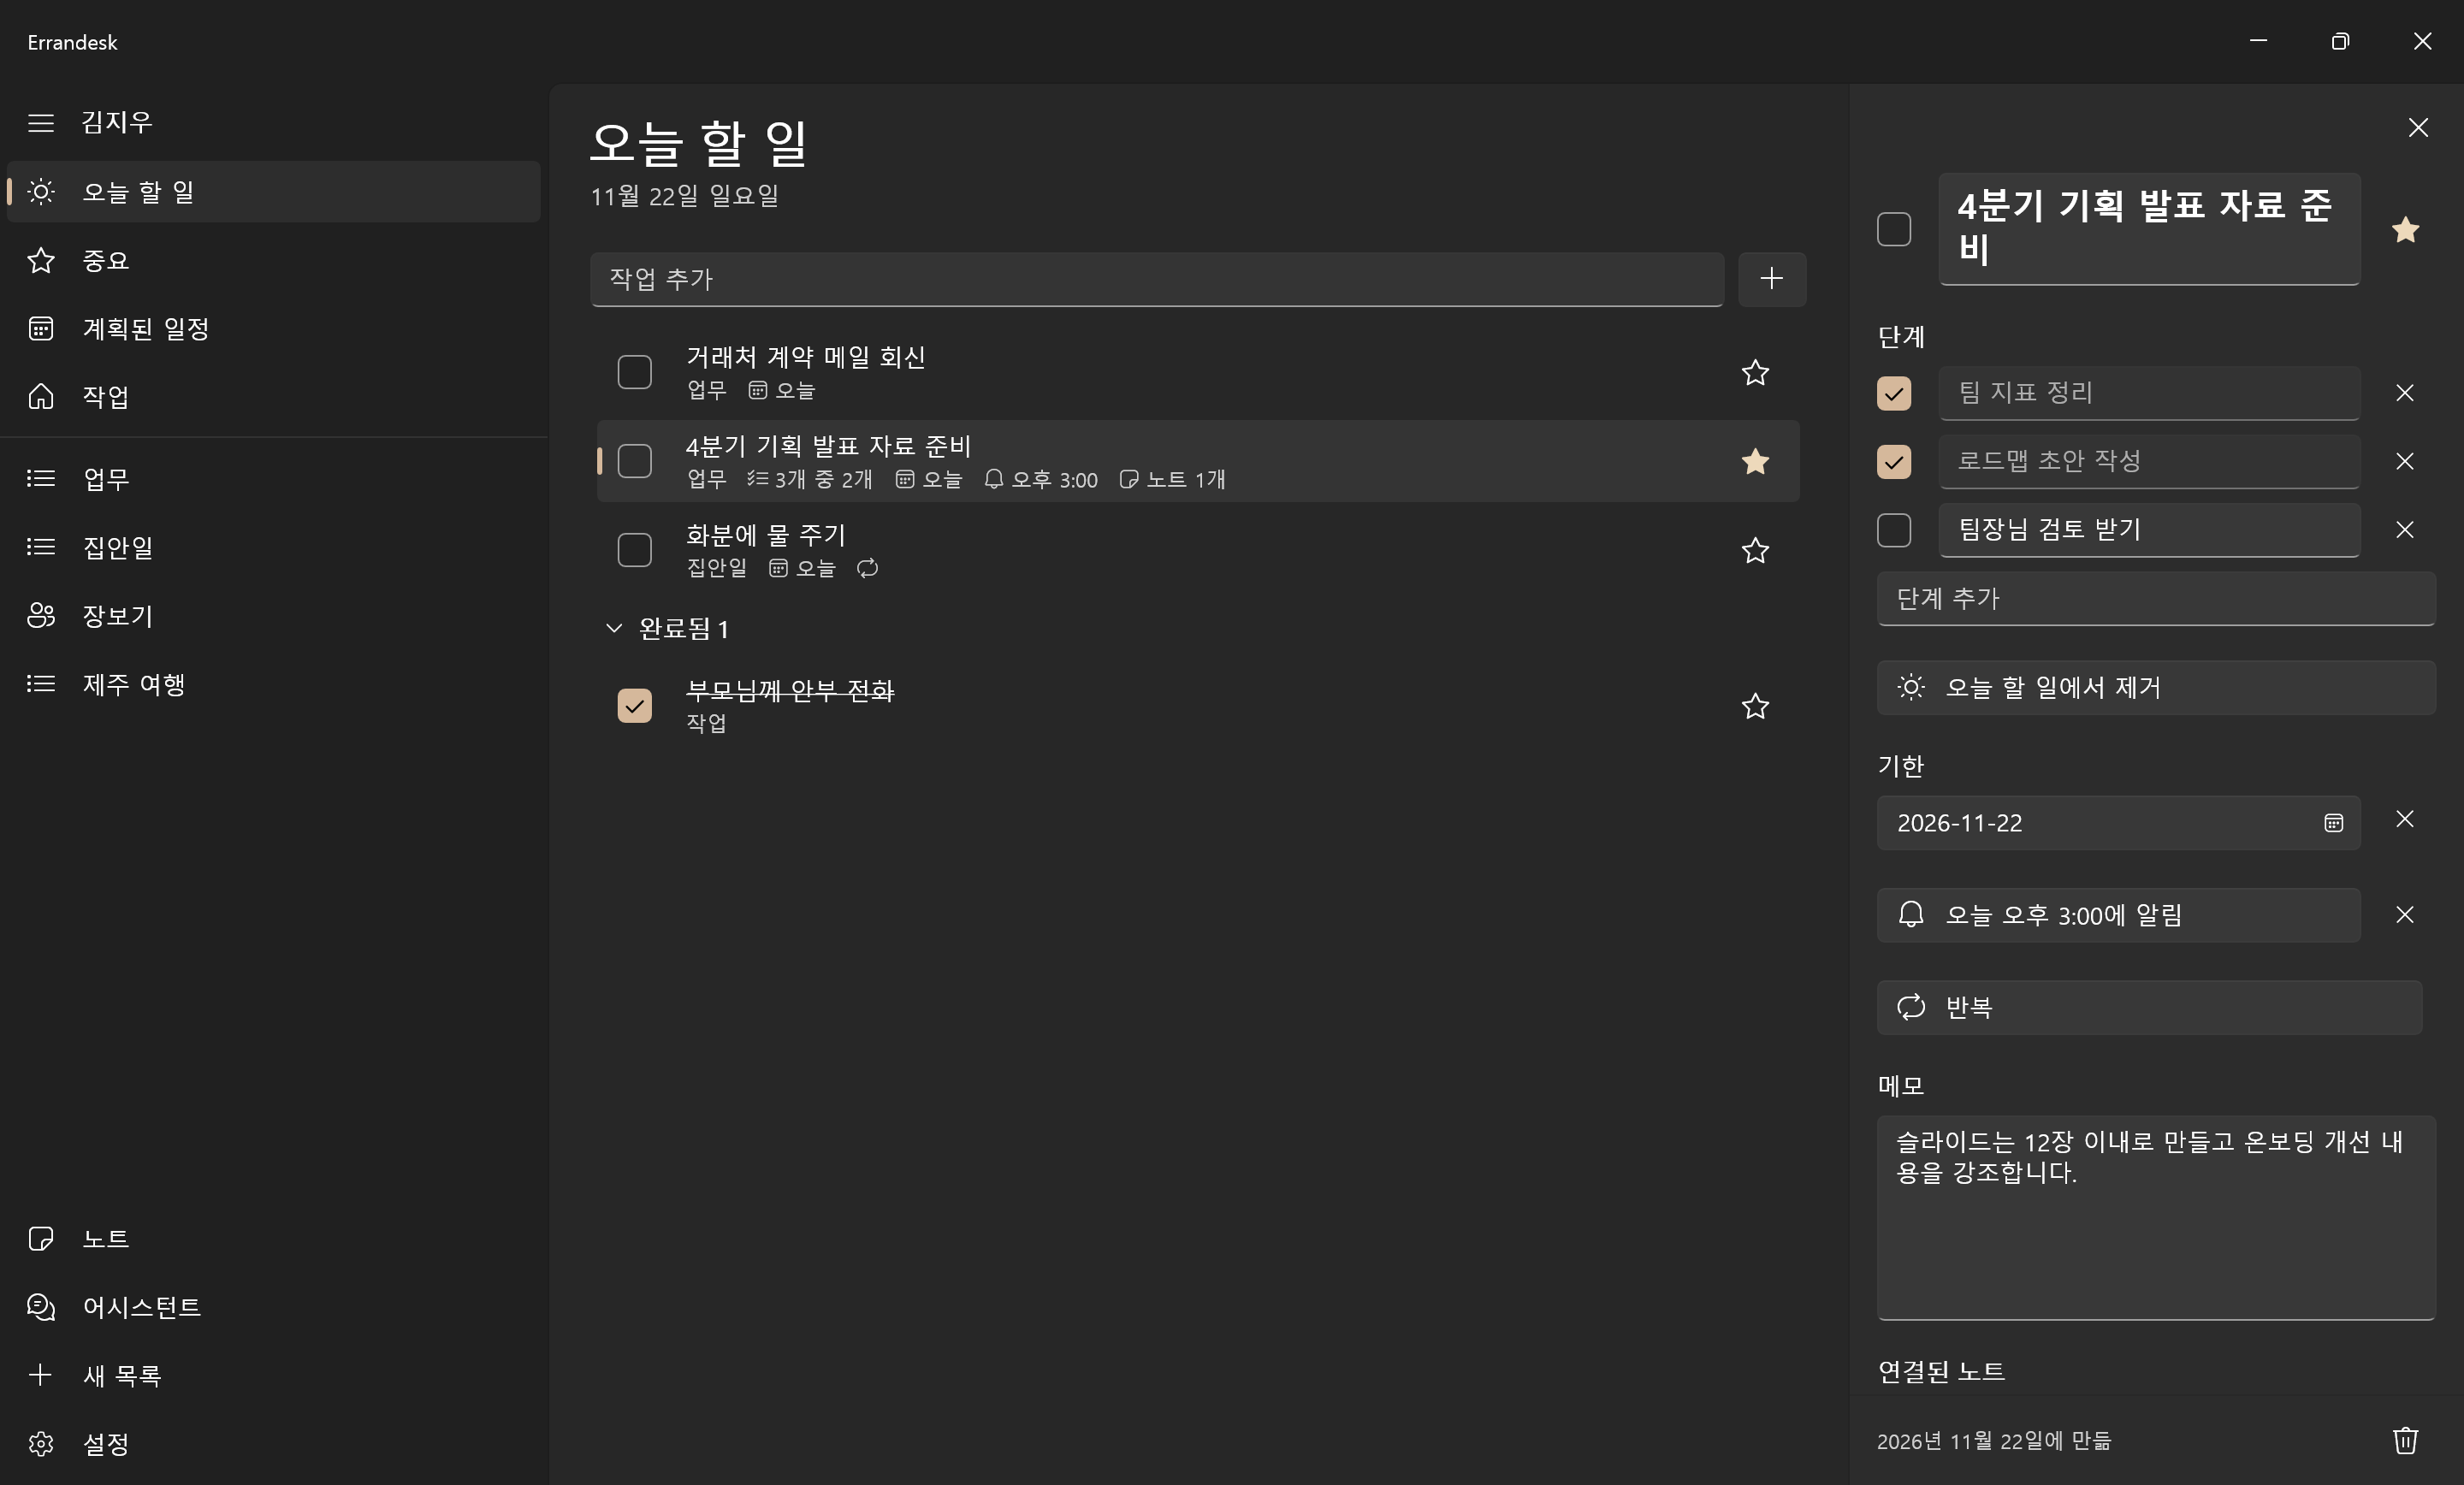 Errandesk
김지우
오늘 할 일
중요
계획된 일정
작업
업무
집안일
장보기
제주 여행
노트
어시스턴트
새 목록
설정
오늘 할 일
11월 22일 일요일
작업 추가
거래처 계약 메일 회신
업무 오늘
4분기 기획 발표 자료 준비
업무 3개 중 2개 오늘 오후 3:00 노트 1개
화분에 물 주기
집안일 오늘
완료됨 1
부모님께 안부 전화
작업
4분기 기획 발표 자료 준
비
단계
팀 지표 정리
로드맵 초안 작성
팀장님 검토 받기
단계 추가
오늘 할 일에서 제거
기한
2026-11-22
오늘 오후 3:00에 알림
반복
메모
슬라이드는 12장 이내로 만들고 온보딩 개선 내
용을 강조합니다.
연결된 노트
2026년 11월 22일에 만듦